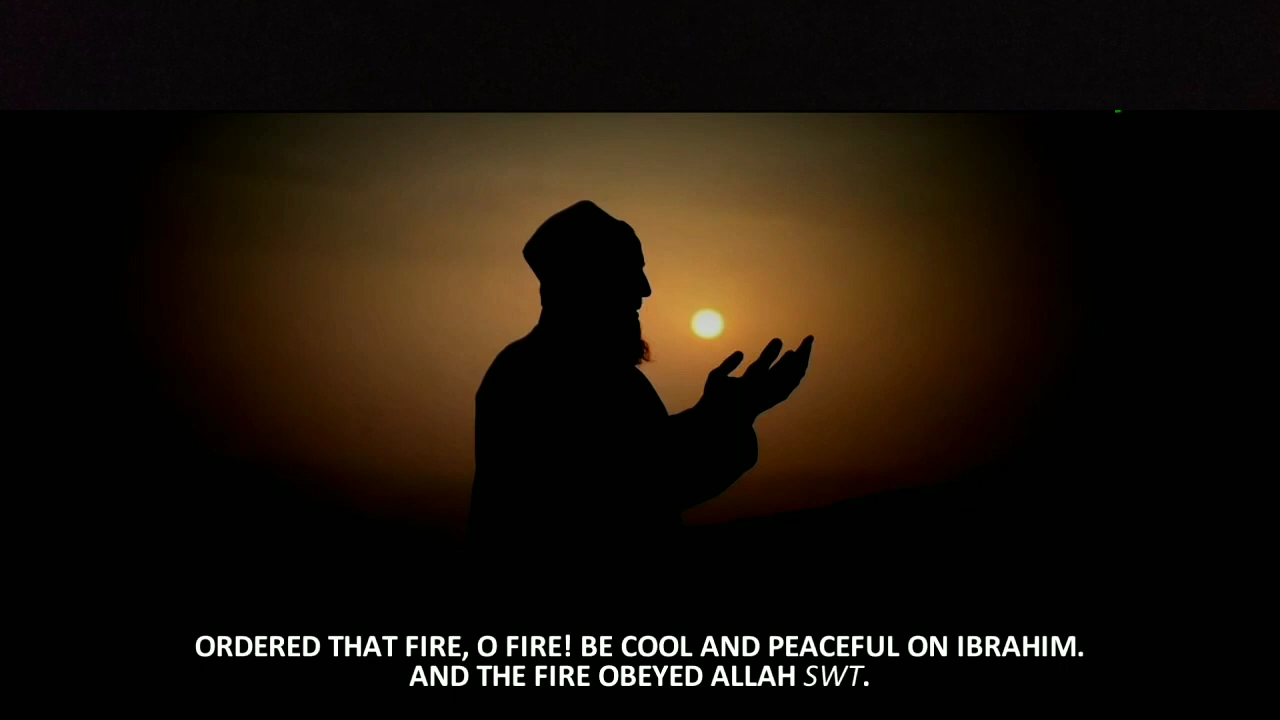 ORDERED THAT FIRE, O FIRE! BE COOL AND PEACEFUL ON IBRAHIM.
AND THE FIRE OBEYED ALLAH SWT.